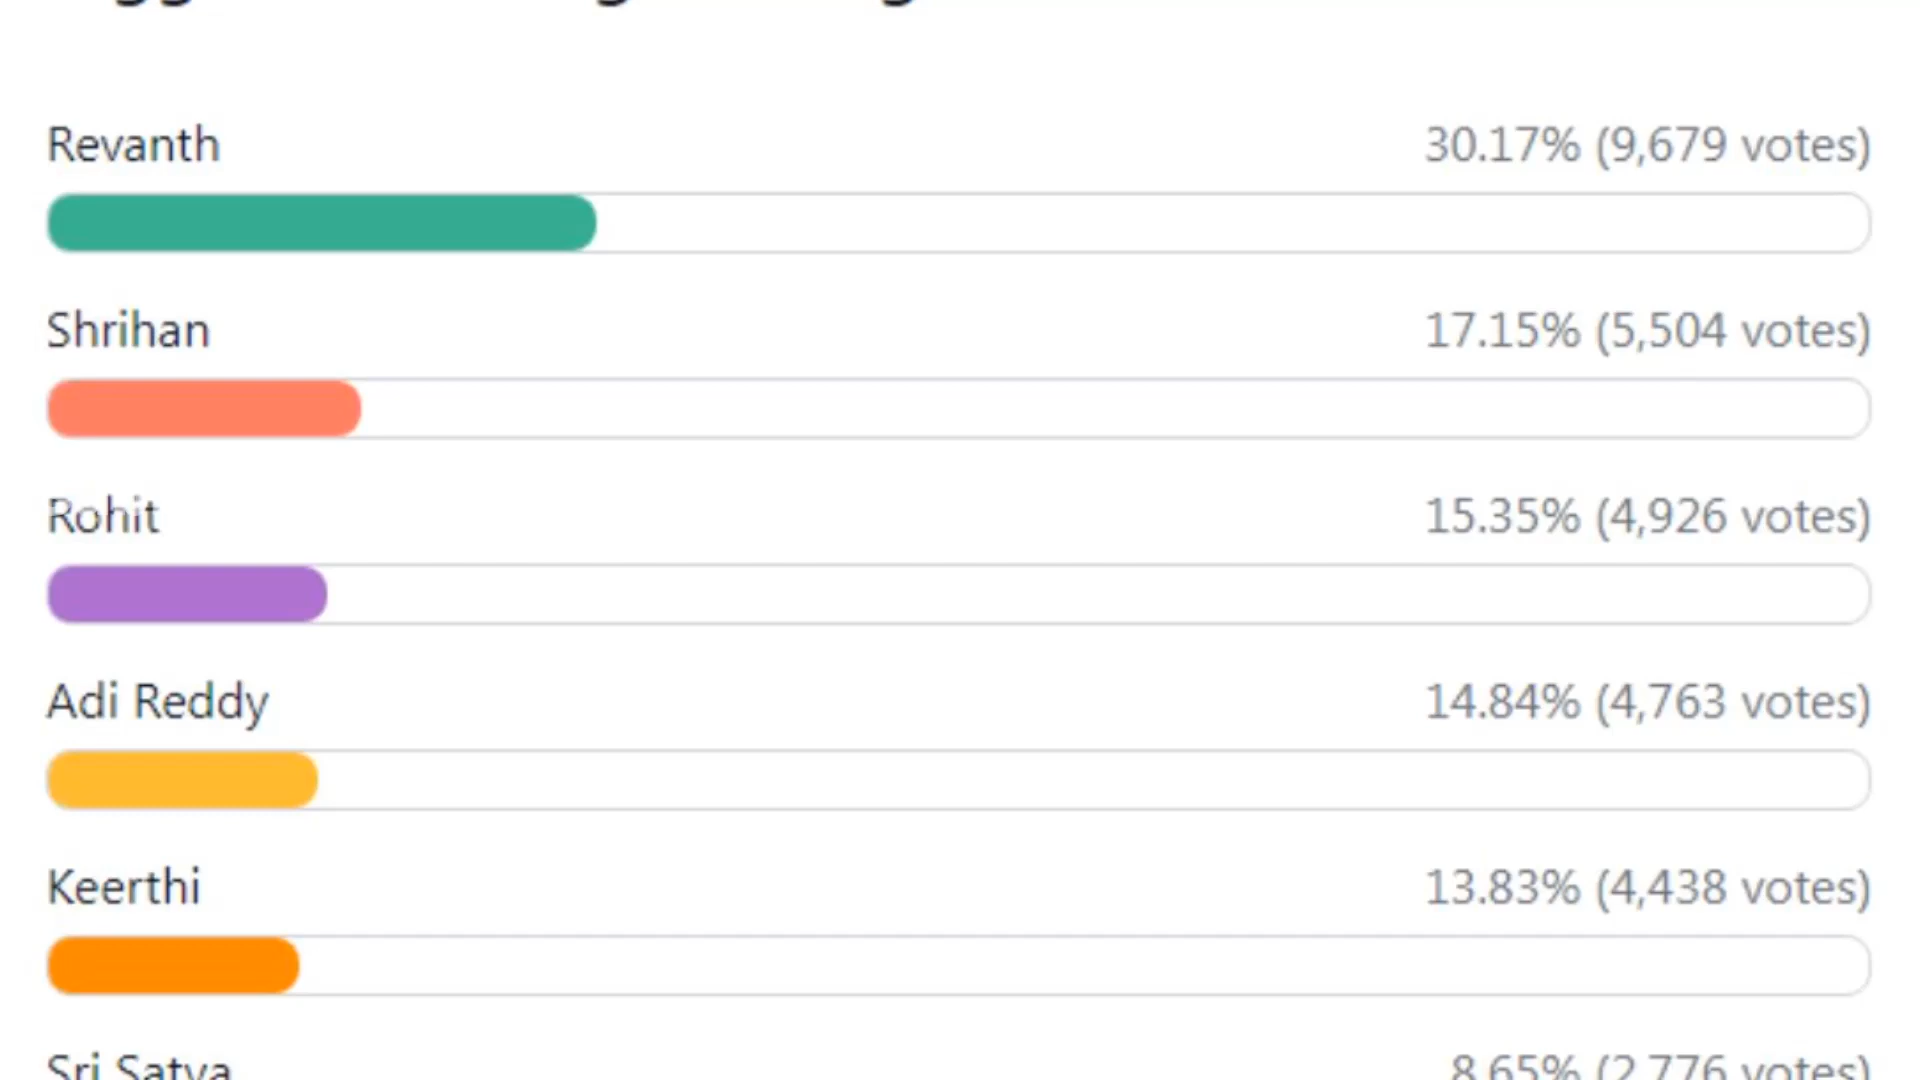 Revanth 30.17% (9,679 votes)
Shrihan 17.15% (5,504 votes)
Rohit 15.35% (4,926 votes)
Adi Reddy 14.84% (4,763 votes)
Keerthi 13.83% (4,438 votes)
Sri Satya 8.65% (2,776 votes)